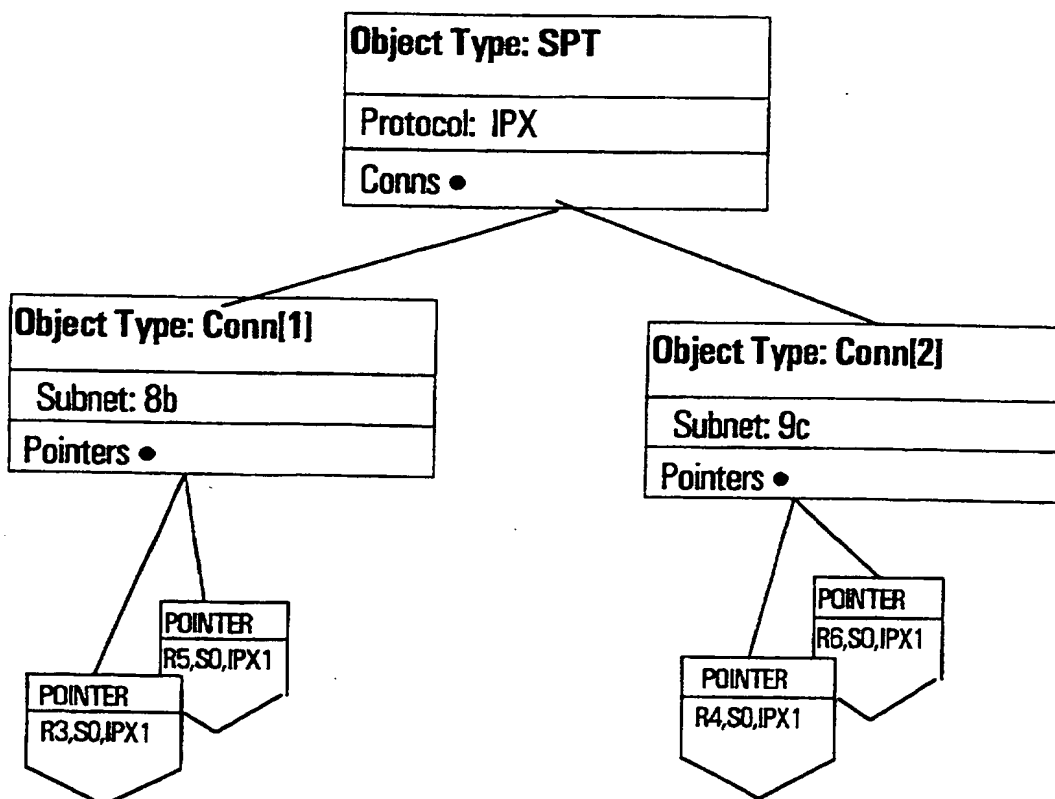 Object Type: SPT
Protocol: IPX
Conns •
Object Type: Conn[1]
Subnet: 8b
Pointers •
Object Type: Conn[2]
Subnet: 9c
Pointers •
POINTER
R5,S0,IPX1
POINTER
R3,S0,IPX1
POINTER
R6,S0,IPX1
POINTER
R4,S0,IPX1